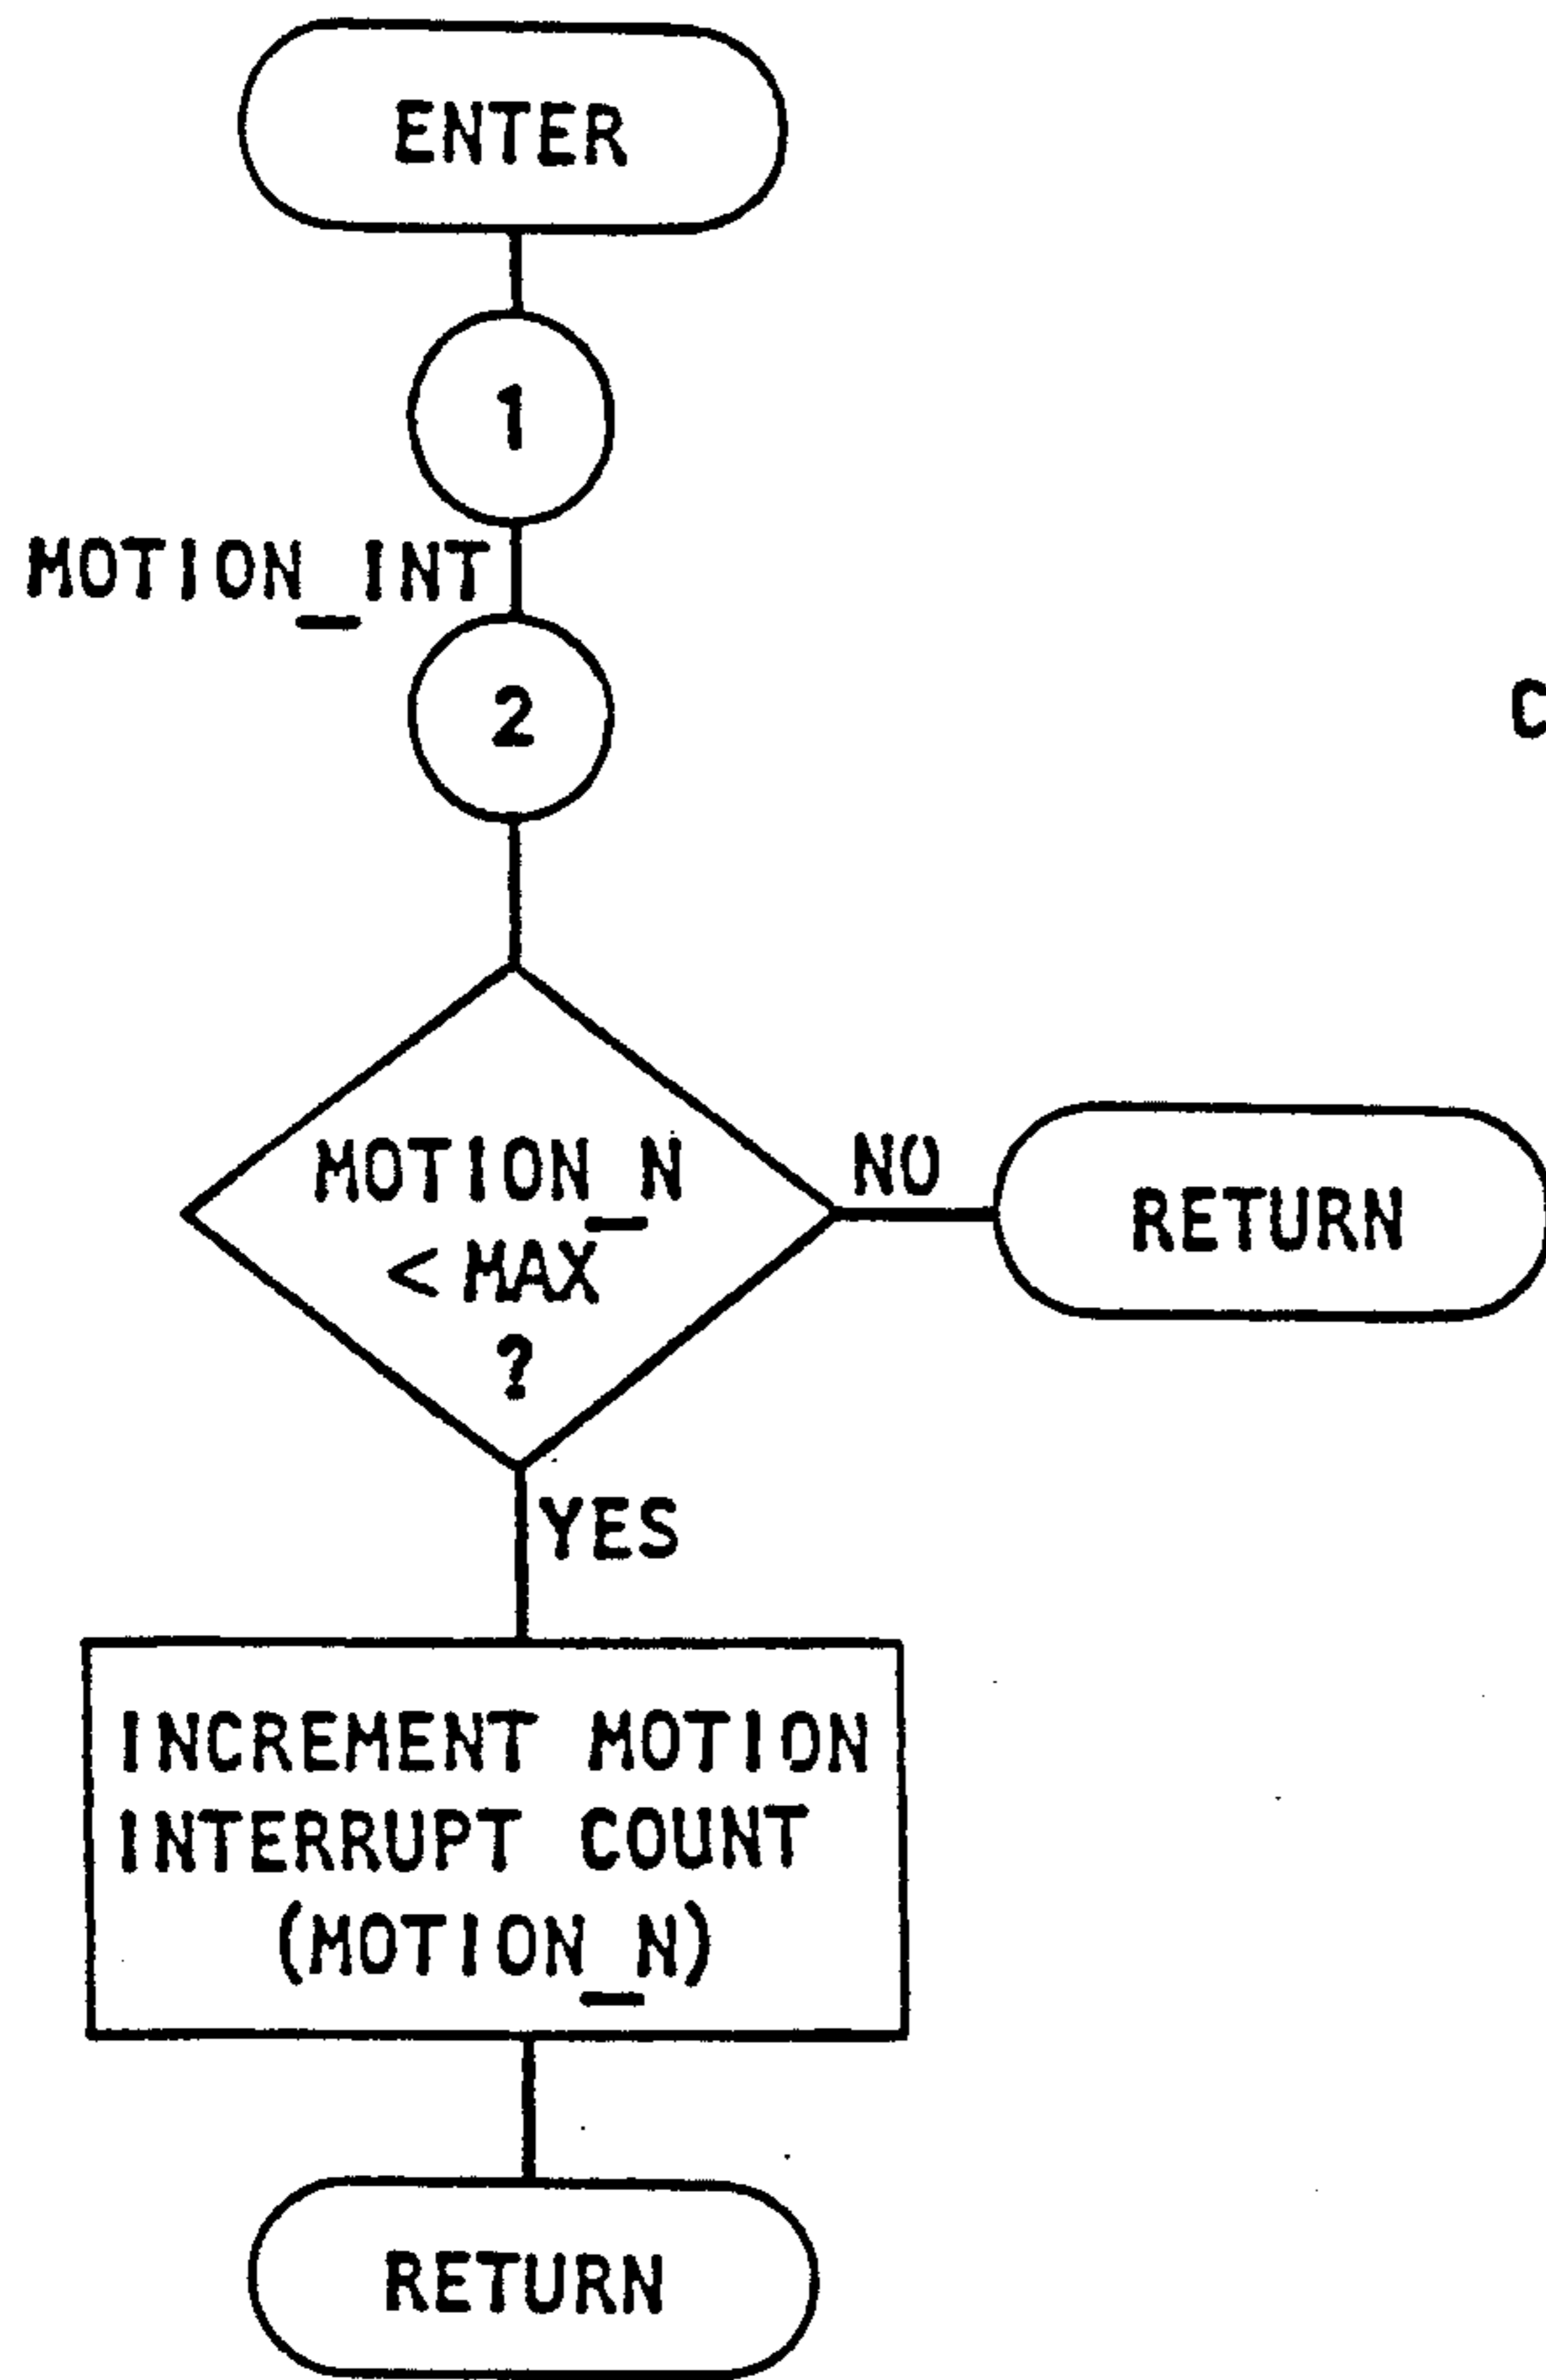 ENTER
1
MOTION_INT
2
C
MOTION_N
< MAX
?
NO
RETURN
YES
INCREMENT MOTION
INTERRUPT COUNT
(MOTION_N)
RETURN